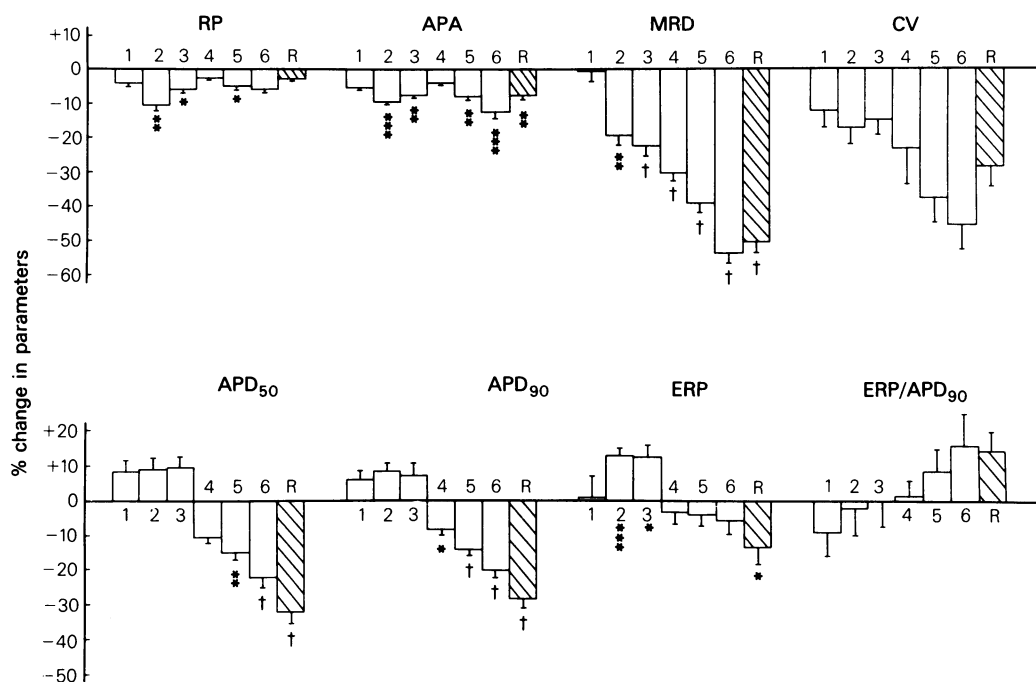 RP APA MRD CV
+10
1 2 3 4 5 6 R 1 2 3 4 5 6 R 1 2 3 4 5 6 R 1 2 3 4 5 6 R
0
* * * * * * * * * * * * * * * * *
−10
−20
* * † † † † †
−30
−40
−50
−60
% change in parameters
APD50 APD90 ERP ERP/APD90
+20
+10
4 5 6 R 4 5 6 R 4 5 6 R 1 2 3
0
1 2 3 1 2 3 1 2 3 4 5 6 R
* * * *
−10
* * † † * † † † *
−20
−30
−40
−50